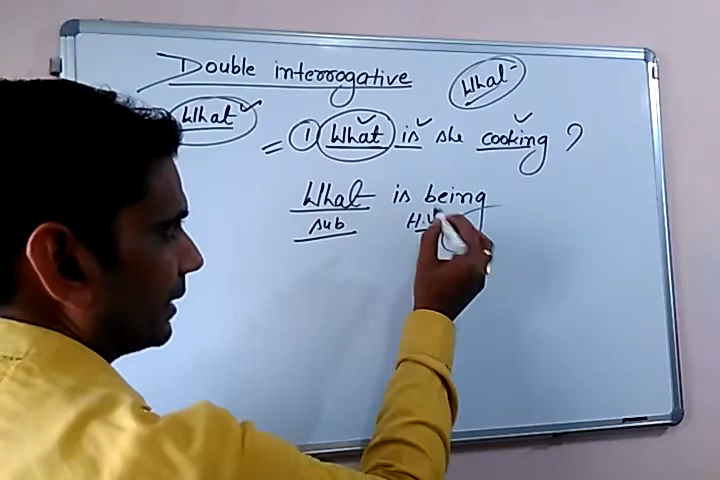 Double interrogative What
What = 1 What is she cooking ?
What is being
sub H.V